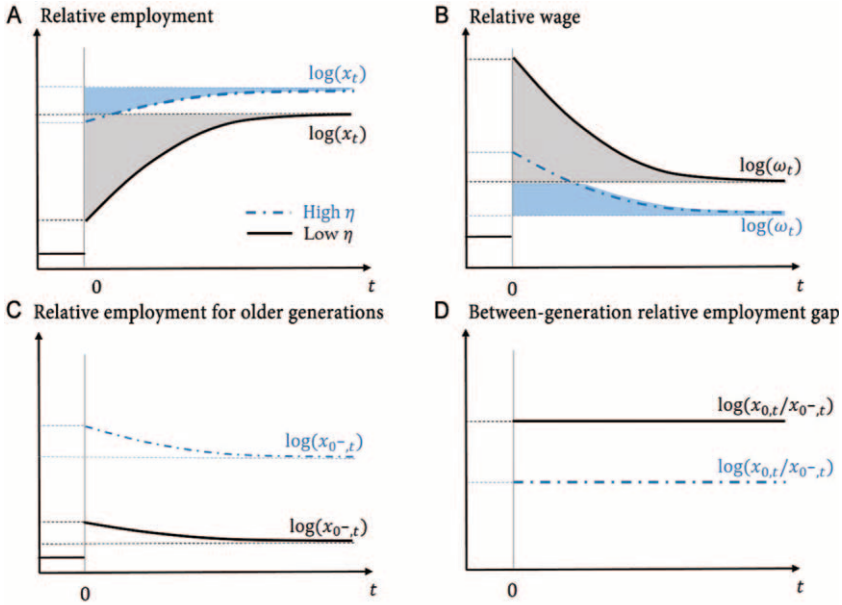 A Relative employment
log(x_t)
log(x_t)
High η
Low η
0
t
B Relative wage
log(ω_t)
log(ω_t)
0
t
C Relative employment for older generations
log(x_{0⁻,t})
log(x_{0⁻,t})
0
t
D Between-generation relative employment gap
log(x_{0,t}/x_{0⁻,t})
log(x_{0,t}/x_{0⁻,t})
0
t